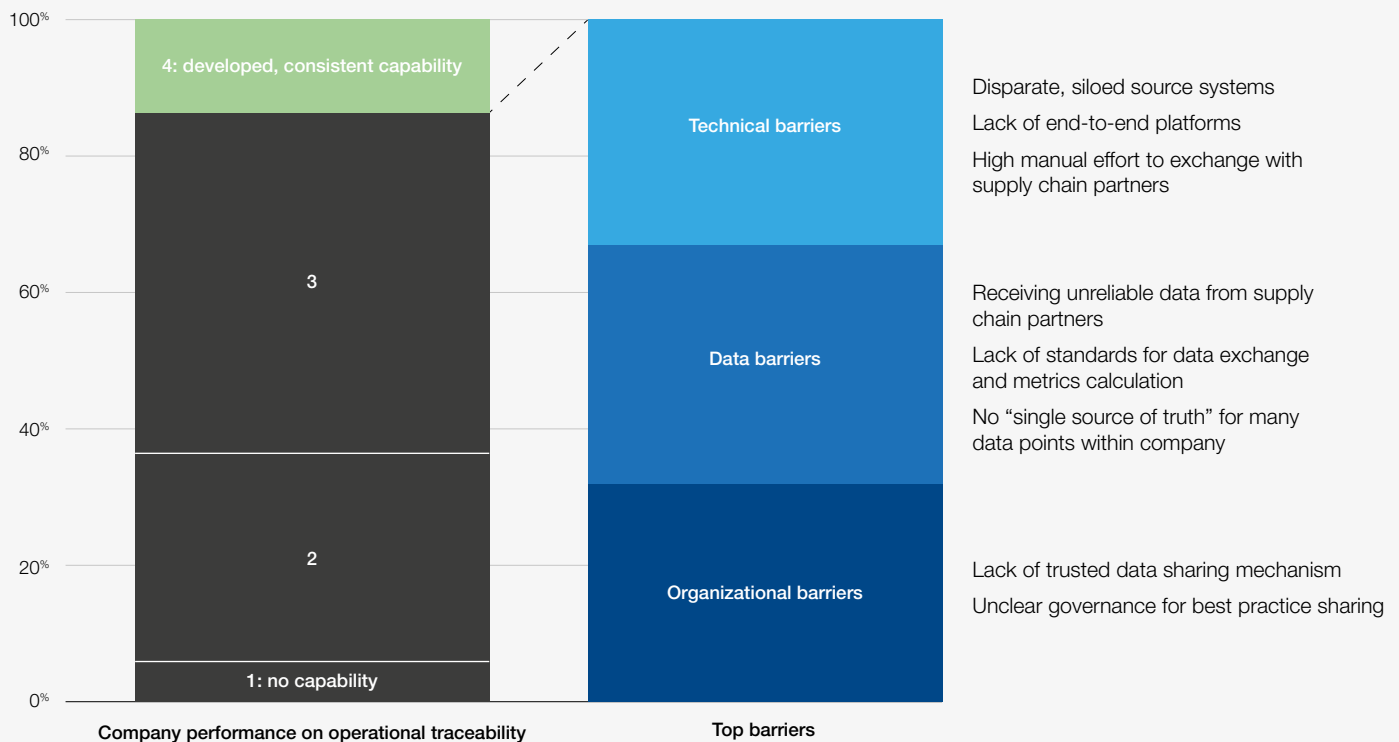 100%
80%
60%
40%
20%
0%
4: developed, consistent capability
3
2
1: no capability
Company performance on operational traceability
Technical barriers
Data barriers
Organizational barriers
Top barriers
Disparate, siloed source systems
Lack of end-to-end platforms
High manual effort to exchange with
supply chain partners
Receiving unreliable data from supply
chain partners
Lack of standards for data exchange
and metrics calculation
No “single source of truth” for many
data points within company
Lack of trusted data sharing mechanism
Unclear governance for best practice sharing